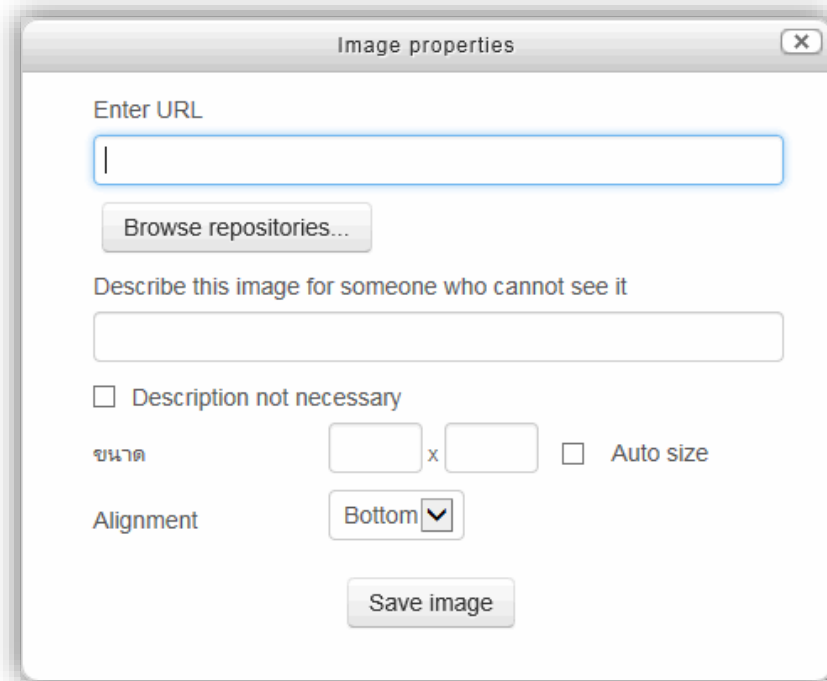 Image properties
Enter URL
Browse repositories...
Describe this image for someone who cannot see it
Description not necessary
ขนาด x Auto size
Alignment Bottom
Save image